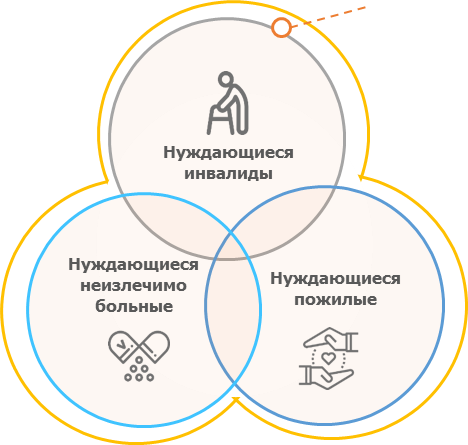 Нуждающиеся
инвалиды
Нуждающиеся
неизлечимо
больные
Нуждающиеся
пожилые